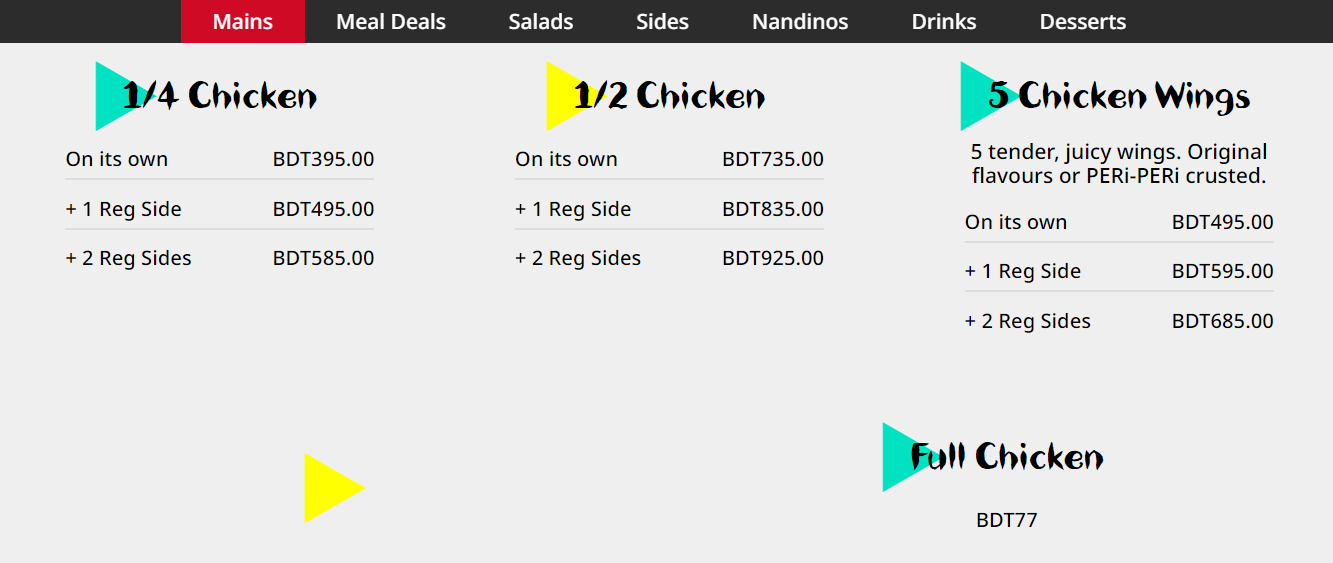 Mains Meal Deals Salads Sides Nandinos Drinks Desserts
1/4 Chicken
On its own BDT395.00
+ 1 Reg Side BDT495.00
+ 2 Reg Sides BDT585.00
1/2 Chicken
On its own BDT735.00
+ 1 Reg Side BDT835.00
+ 2 Reg Sides BDT925.00
5 Chicken Wings
5 tender, juicy wings. Original
flavours or PERi-PERi crusted.
On its own BDT495.00
+ 1 Reg Side BDT595.00
+ 2 Reg Sides BDT685.00
Full Chicken
BDT77